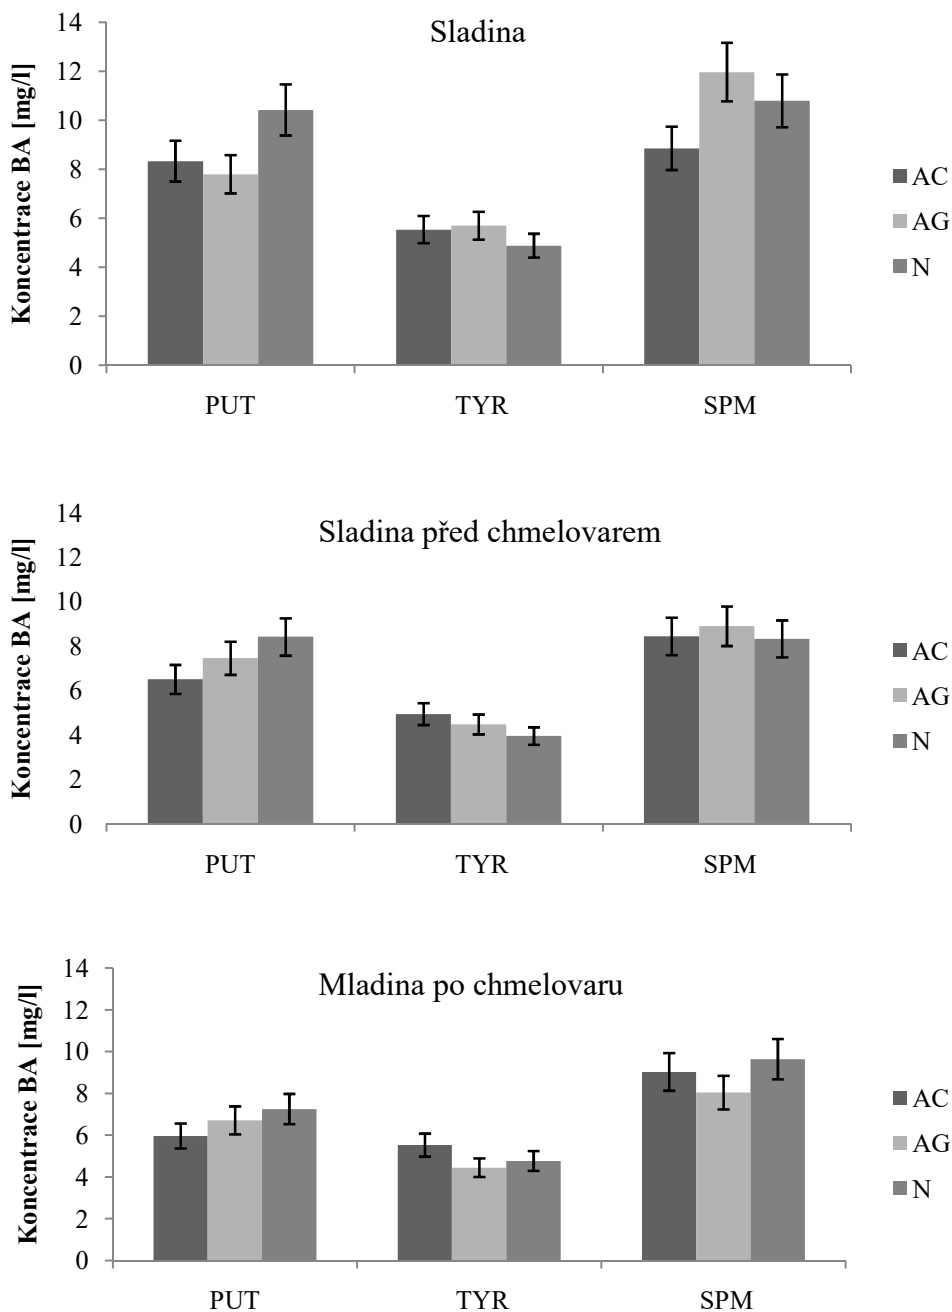 Sladina
Koncentrace BA [mg/l]
14
12
10
8
6
4
2
0
PUT TYR SPM
AC
AG
N
Sladina před chmelovarem
Koncentrace BA [mg/l]
14
12
10
8
6
4
2
0
PUT TYR SPM
AC
AG
N
Mladina po chmelovaru
Koncentrace BA [mg/l]
14
12
10
8
6
4
2
0
PUT TYR SPM
AC
AG
N